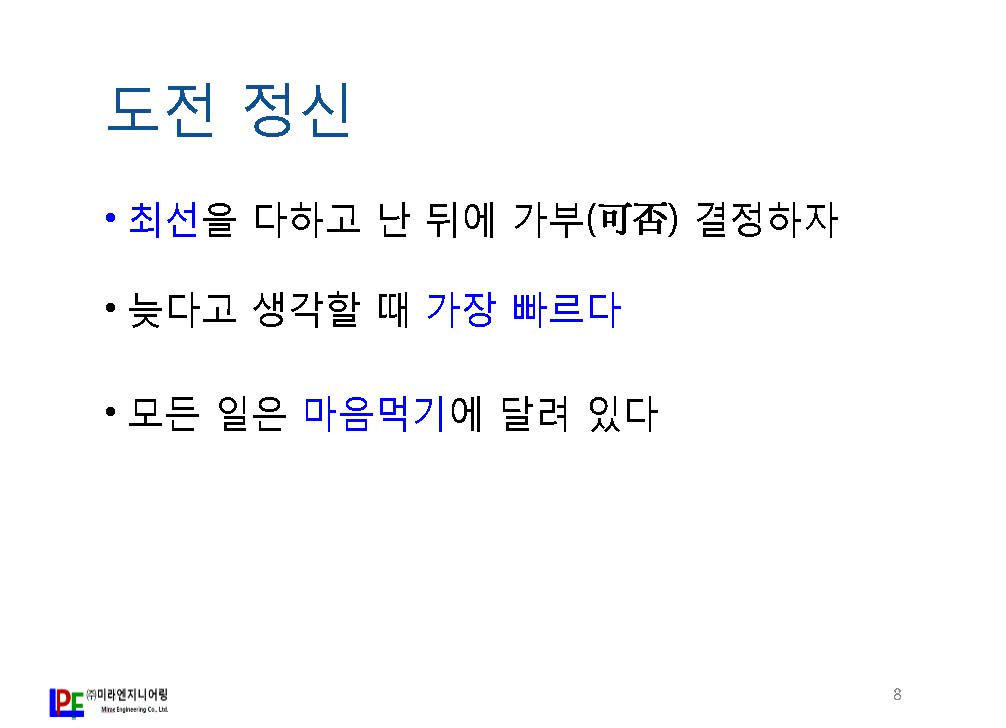 도전 정신
• 최선을 다하고 난 뒤에 가부(可否) 결정하자
• 늦다고 생각할 때 가장 빠르다
• 모든 일은 마음먹기에 달려 있다
LPE ㈜미라엔지니어링
Mirae Engineering Co., Ltd.
8